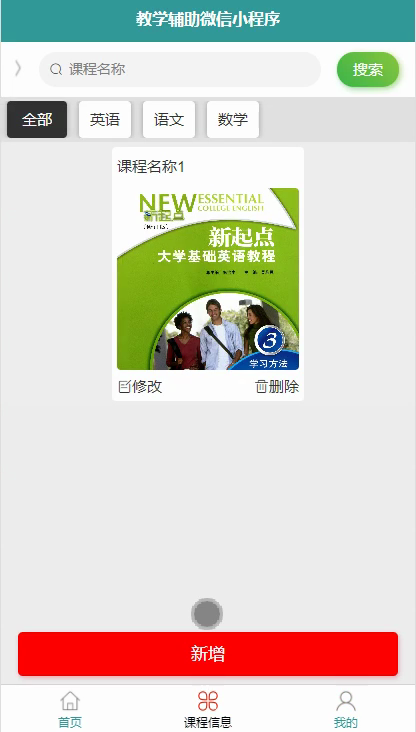 教学辅助微信小程序
课程名称
搜索
全部
英语
语文
数学
课程名称1
NEW ESSENTIAL
COLLEGE ENGLISH
新起点
新起点
大学基础英语教程
3
学习方法
修改
删除
新增
首页
课程信息
我的